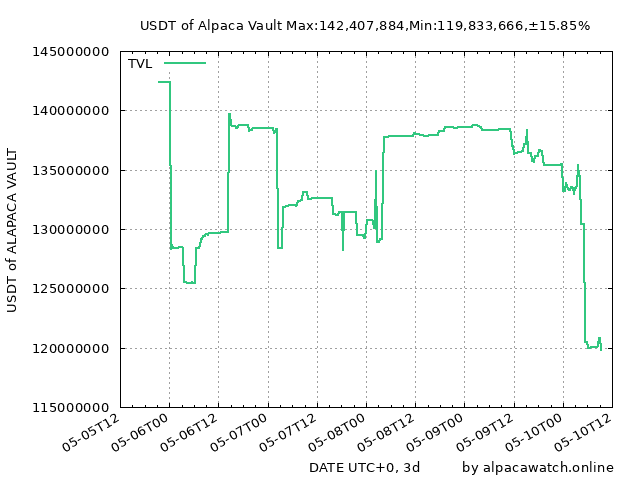 USDT of Alpaca Vault Max:142,407,884,Min:119,833,666,±15.85%
TVL
145000000
140000000
135000000
130000000
125000000
120000000
115000000
USDT of ALAPACA VAULT
05-05T12
05-06T00
05-06T12
05-07T00
05-07T12
05-08T00
05-08T12
05-09T00
05-09T12
05-10T00
05-10T12
DATE UTC+0, 3d
by alpacawatch.online